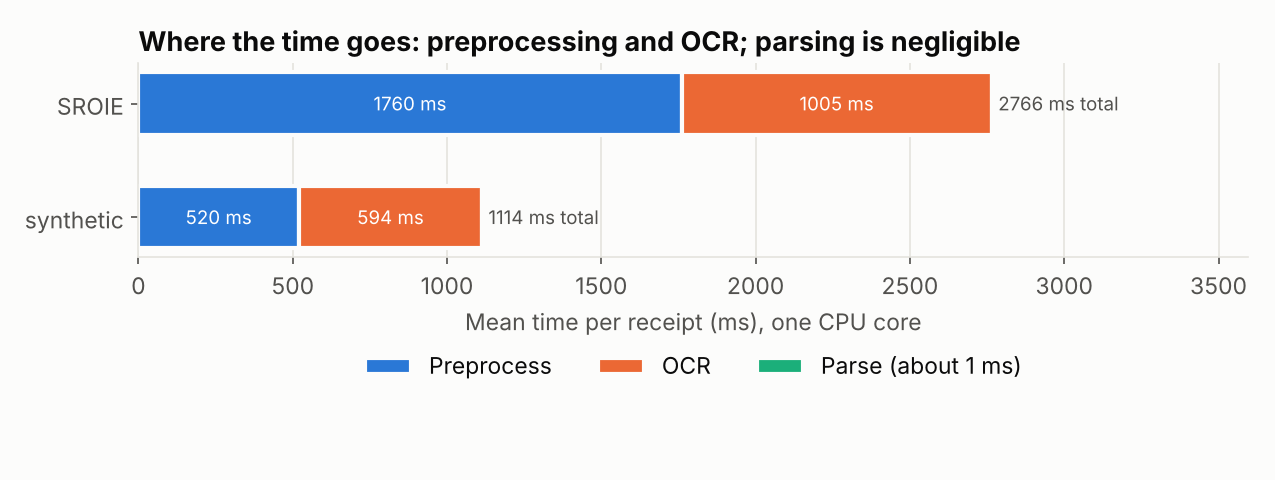 Where the time goes: preprocessing and OCR; parsing is negligible
SROIE 1760 ms 1005 ms 2766 ms total
synthetic 520 ms 594 ms 1114 ms total
0 500 1000 1500 2000 2500 3000 3500
Mean time per receipt (ms), one CPU core
Preprocess OCR Parse (about 1 ms)